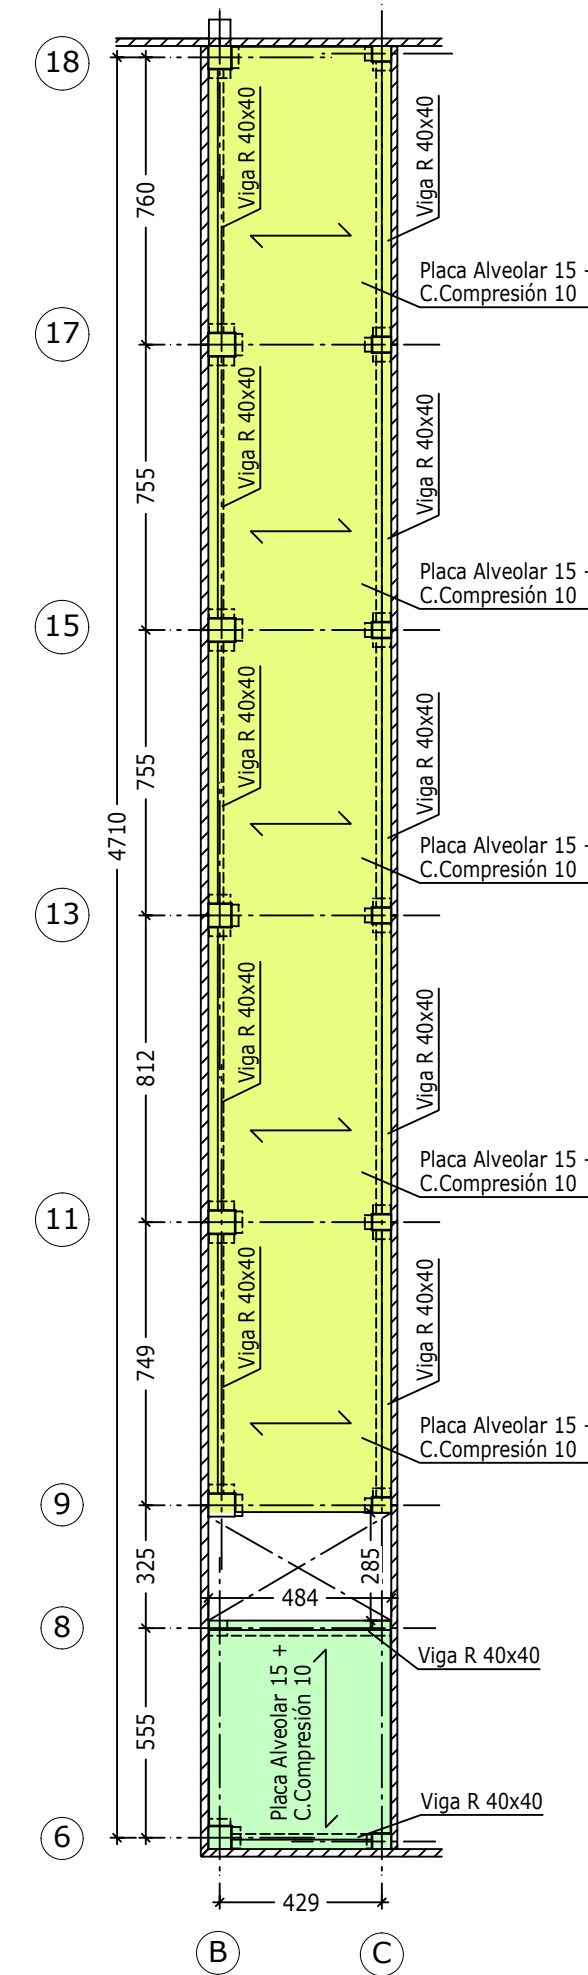 18
Viga R 40x40
Viga R 40x40
760
Placa Alveolar 15 +
C.Compresión 10
17
Viga R 40x40
Viga R 40x40
755
Placa Alveolar 15 +
C.Compresión 10
15
Viga R 40x40
Viga R 40x40
755
4710
Placa Alveolar 15 +
C.Compresión 10
13
Viga R 40x40
Viga R 40x40
812
Placa Alveolar 15 +
C.Compresión 10
11
Viga R 40x40
Viga R 40x40
749
Placa Alveolar 15 +
C.Compresión 10
9
325
285
484
8
Viga R 40x40
Placa Alveolar 15 +
C.Compresión 10
555
Viga R 40x40
6
429
B
C